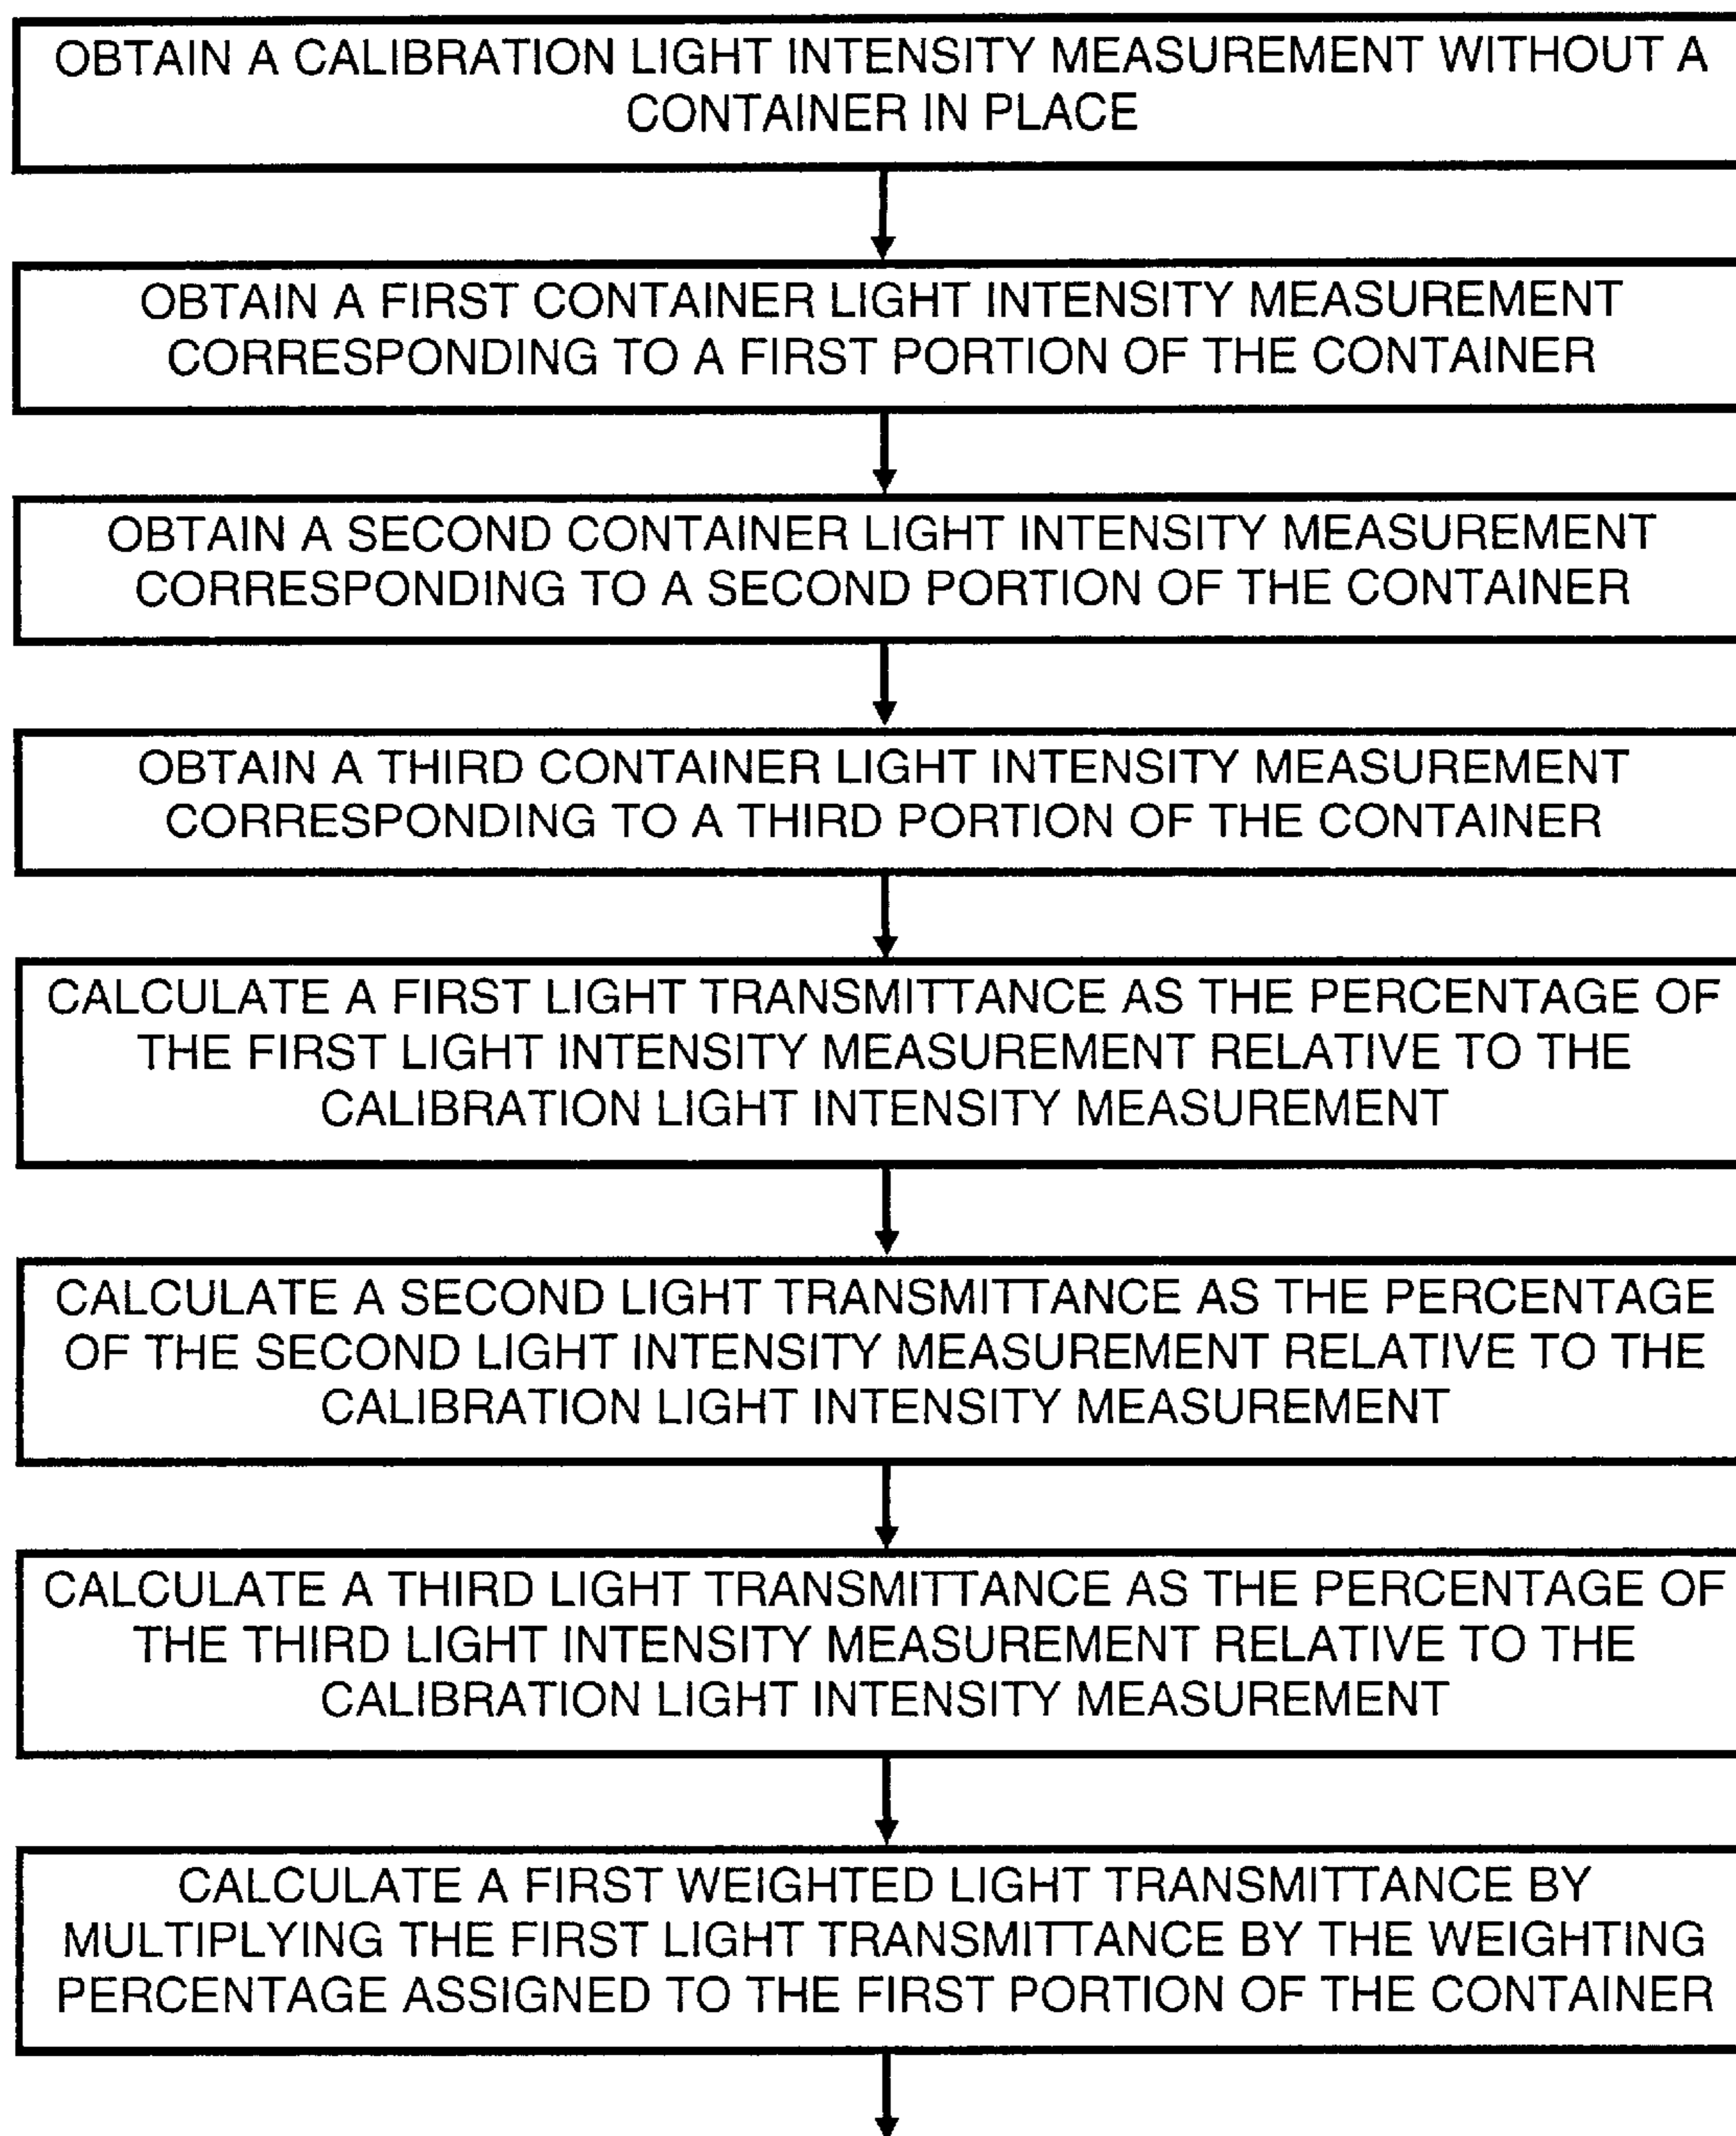 OBTAIN A CALIBRATION LIGHT INTENSITY MEASUREMENT WITHOUT A
CONTAINER IN PLACE
OBTAIN A FIRST CONTAINER LIGHT INTENSITY MEASUREMENT
CORRESPONDING TO A FIRST PORTION OF THE CONTAINER
OBTAIN A SECOND CONTAINER LIGHT INTENSITY MEASUREMENT
CORRESPONDING TO A SECOND PORTION OF THE CONTAINER
OBTAIN A THIRD CONTAINER LIGHT INTENSITY MEASUREMENT
CORRESPONDING TO A THIRD PORTION OF THE CONTAINER
CALCULATE A FIRST LIGHT TRANSMITTANCE AS THE PERCENTAGE OF
THE FIRST LIGHT INTENSITY MEASUREMENT RELATIVE TO THE
CALIBRATION LIGHT INTENSITY MEASUREMENT
CALCULATE A SECOND LIGHT TRANSMITTANCE AS THE PERCENTAGE
OF THE SECOND LIGHT INTENSITY MEASUREMENT RELATIVE TO THE
CALIBRATION LIGHT INTENSITY MEASUREMENT
CALCULATE A THIRD LIGHT TRANSMITTANCE AS THE PERCENTAGE OF
THE THIRD LIGHT INTENSITY MEASUREMENT RELATIVE TO THE
CALIBRATION LIGHT INTENSITY MEASUREMENT
CALCULATE A FIRST WEIGHTED LIGHT TRANSMITTANCE BY
MULTIPLYING THE FIRST LIGHT TRANSMITTANCE BY THE WEIGHTING
PERCENTAGE ASSIGNED TO THE FIRST PORTION OF THE CONTAINER